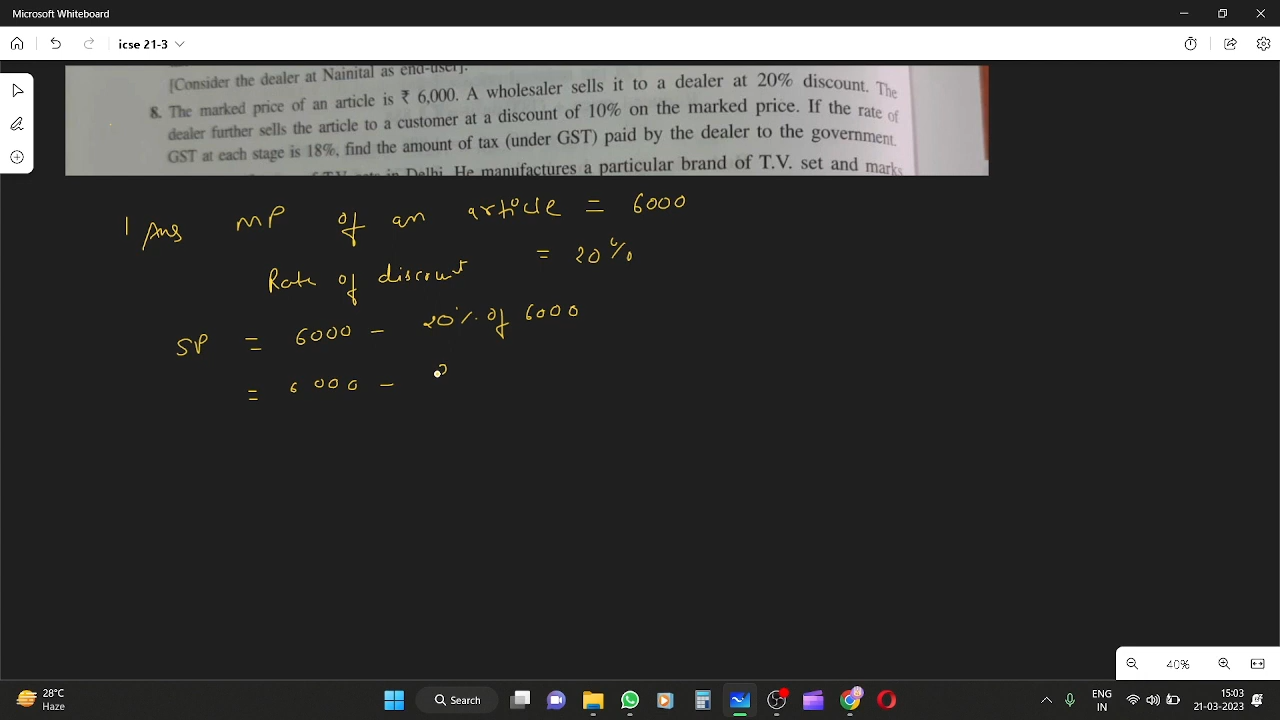 Microsoft Whiteboard
icse 21-3
[Consider the dealer at Nainital as end-user].
8. The marked price of an article is ₹ 6,000. A wholesaler sells it to a dealer at 20% discount. The
dealer further sells the article to a customer at a discount of 10% on the marked price. If the rate of
GST at each stage is 18%, find the amount of tax (under GST) paid by the dealer to the government.
in Delhi. He manufactures a particular brand of T.V. set and marks
Ans MP of an article = 6000
Rate of discount = 20%
SP = 6000 - 20% of 6000
= 6000 -
40%
28°C
Haze
Search
ENG
IN
15:03
21-03-2023